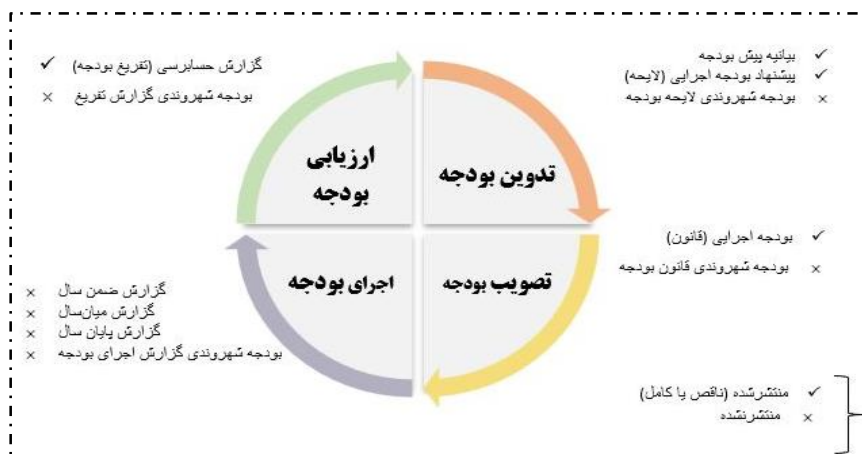 ✓ بیانیه پیش بودجه
✓ پیشنهاد بودجه اجرایی (لایحه)
× بودجه شهروندی لایحه بودجه
✓ گزارش حسابرسی (تفریغ بودجه)
× بودجه شهروندی گزارش تفریغ
تدوین بودجه
ارزیابی
بودجه
✓ بودجه اجرایی (قانون)
× بودجه شهروندی قانون بودجه
تصویب بودجه
اجرای بودجه
× گزارش ضمن سال
× گزارش میان‌سال
× گزارش پایان سال
× بودجه شهروندی گزارش اجرای بودجه
✓ منتشرشده (ناقص یا کامل)
× منتشرنشده